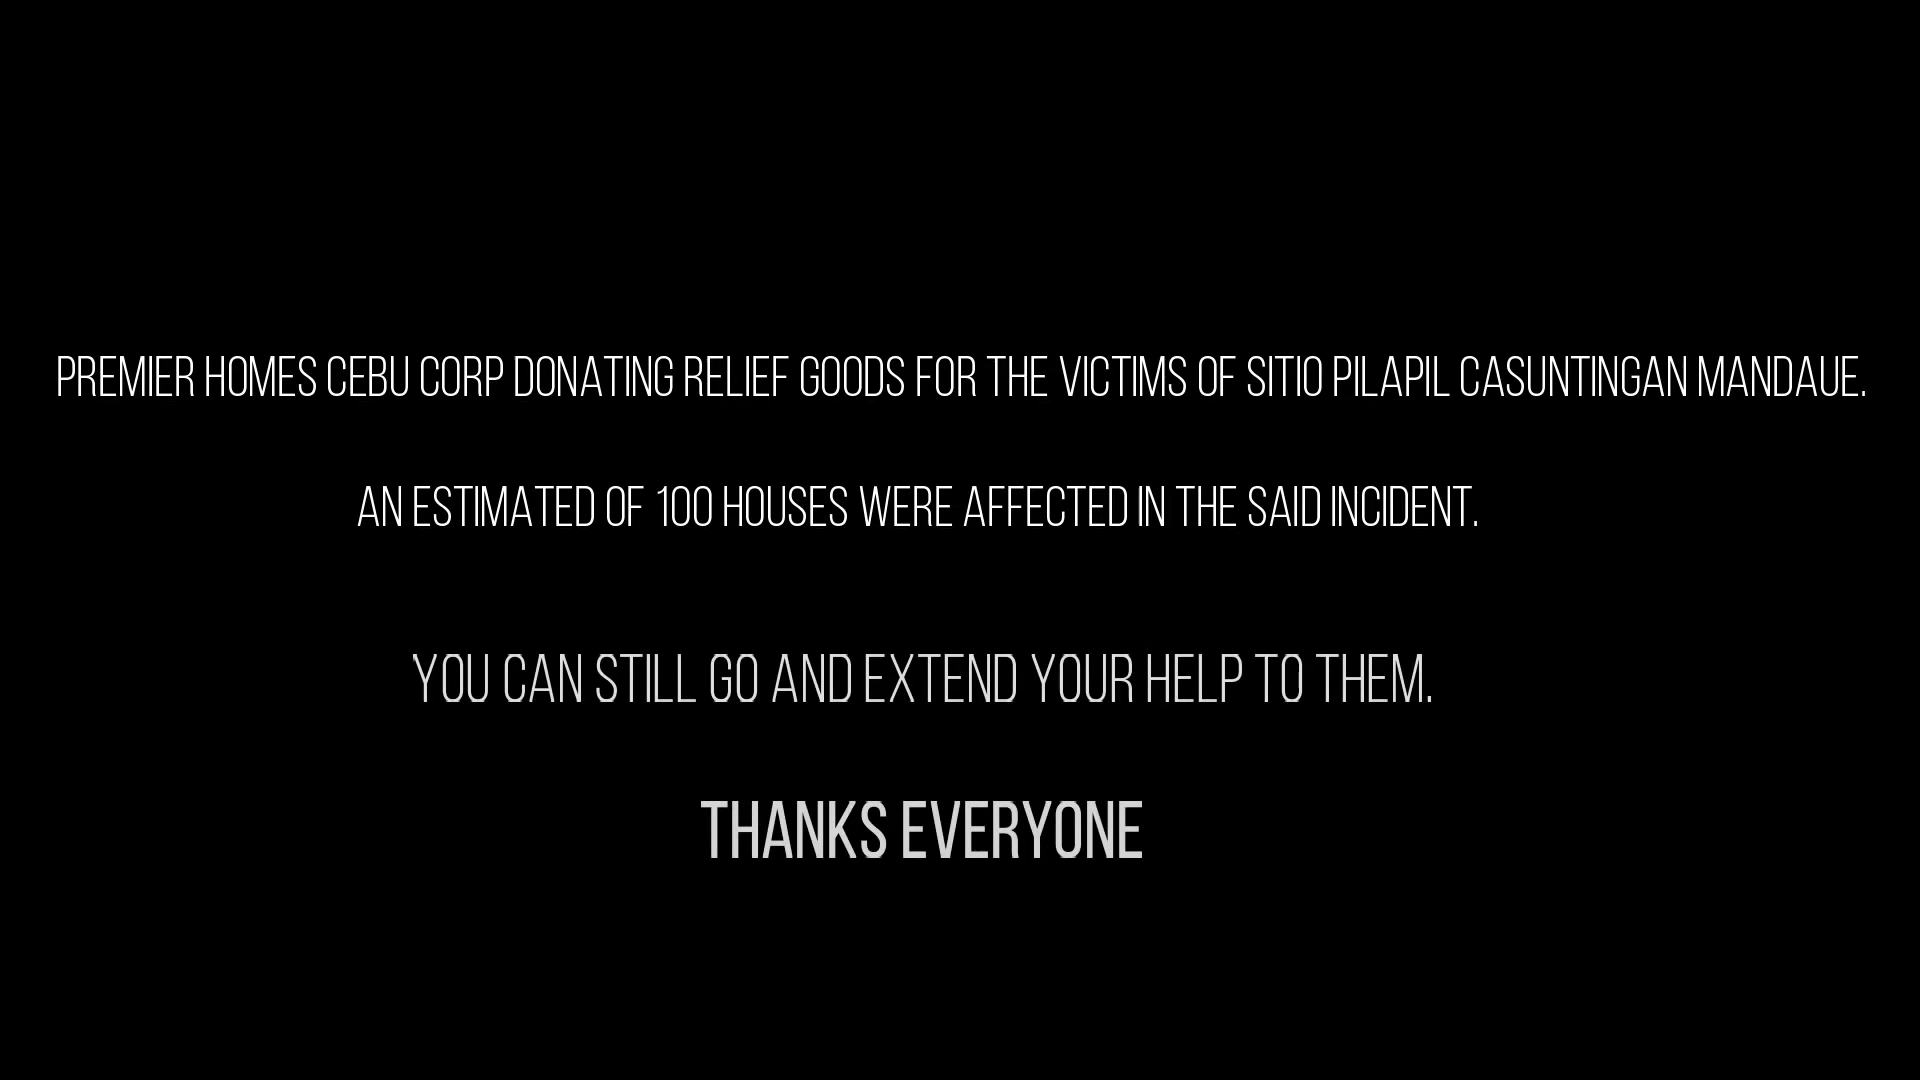 PREMIER HOMES CEBU CORP DONATING RELIEF GOODS FOR THE VICTIMS OF SITIO PILAPIL CASUNTINGAN MANDAUE.
AN ESTIMATED OF 100 HOUSES WERE AFFECTED IN THE SAID INCIDENT.
YOU CAN STILL GO AND EXTEND YOUR HELP TO THEM.
THANKS EVERYONE